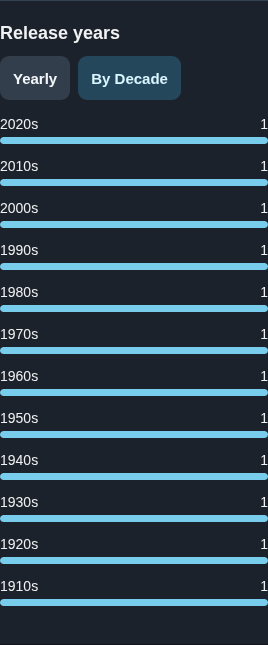 Release years
Yearly By Decade
2020s 1
2010s 1
2000s 1
1990s 1
1980s 1
1970s 1
1960s 1
1950s 1
1940s 1
1930s 1
1920s 1
1910s 1